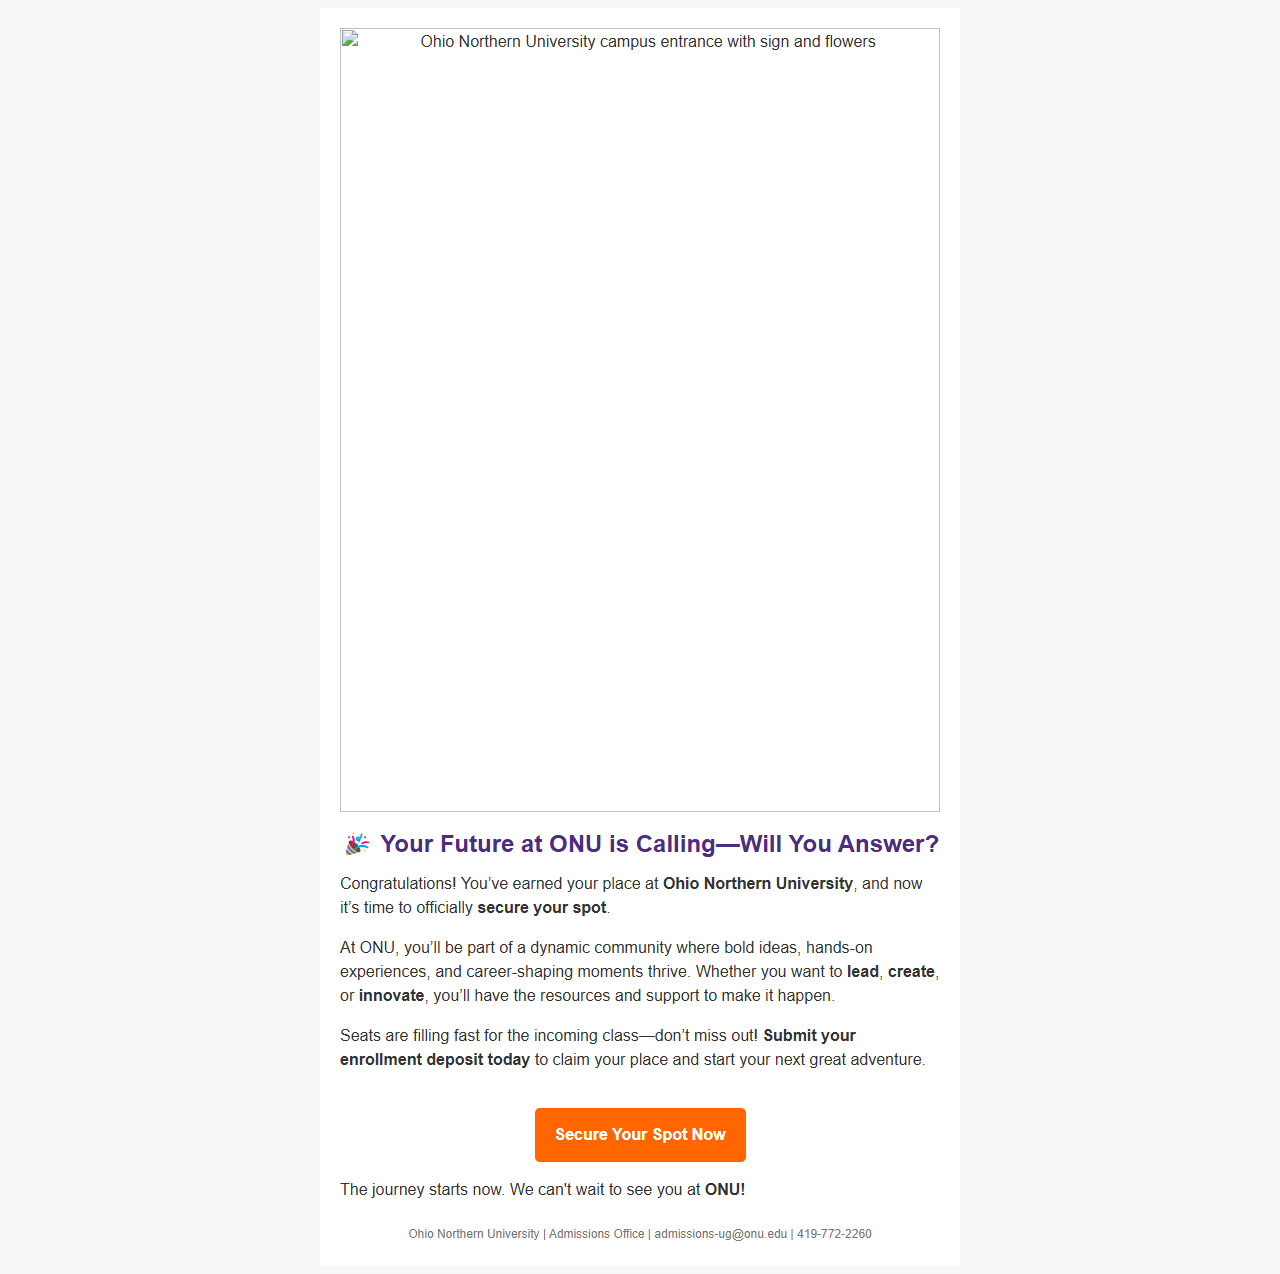 Ohio Northern University campus entrance with sign and flowers
🎉 Your Future at ONU is Calling—Will You Answer?
Congratulations! You’ve earned your place at Ohio Northern University, and now
it’s time to officially secure your spot.
At ONU, you’ll be part of a dynamic community where bold ideas, hands-on
experiences, and career-shaping moments thrive. Whether you want to lead, create,
or innovate, you’ll have the resources and support to make it happen.
Seats are filling fast for the incoming class—don’t miss out! Submit your
enrollment deposit today to claim your place and start your next great adventure.
Secure Your Spot Now
The journey starts now. We can't wait to see you at ONU!
Ohio Northern University | Admissions Office | admissions-ug@onu.edu | 419-772-2260